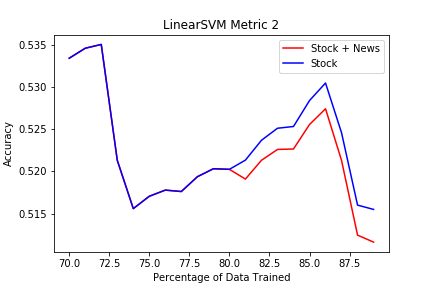 LinearSVM Metric 2
Stock + News
Stock
Accuracy
0.535
0.530
0.525
0.520
0.515
70.0 72.5 75.0 77.5 80.0 82.5 85.0 87.5
Percentage of Data Trained